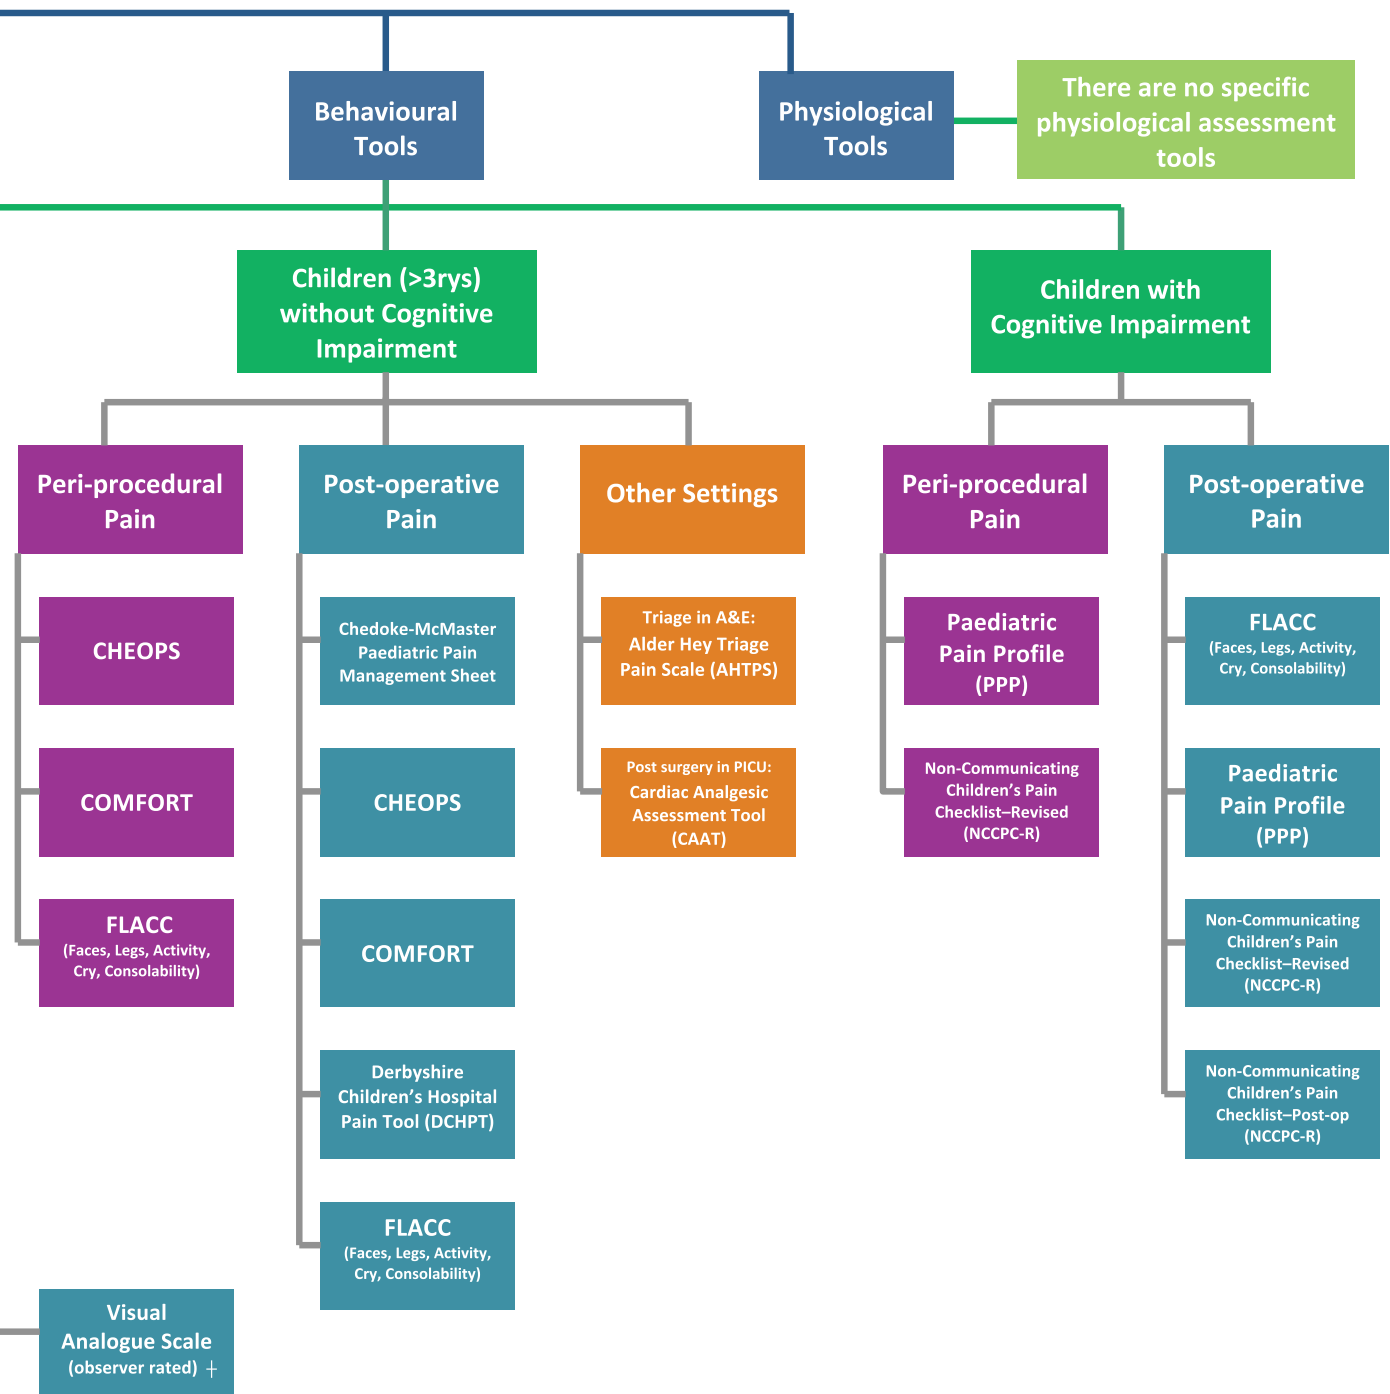 Behavioural
Tools
Physiological
Tools
There are no specific
physiological assessment
tools
Children (>3rys)
without Cognitive
Impairment
Children with
Cognitive Impairment
Peri-procedural
Pain
CHEOPS
COMFORT
FLACC
(Faces, Legs, Activity,
Cry, Consolability)
Post-operative
Pain
Chedoke-McMaster
Paediatric Pain
Management Sheet
CHEOPS
COMFORT
Derbyshire
Children’s Hospital
Pain Tool (DCHPT)
FLACC
(Faces, Legs, Activity,
Cry, Consolability)
Other Settings
Triage in A&E:
Alder Hey Triage
Pain Scale (AHTPS)
Post surgery in PICU:
Cardiac Analgesic
Assessment Tool
(CAAT)
Peri-procedural
Pain
Paediatric
Pain Profile
(PPP)
Non-Communicating
Children’s Pain
Checklist–Revised
(NCCPC-R)
Post-operative
Pain
FLACC
(Faces, Legs, Activity,
Cry, Consolability)
Paediatric
Pain Profile
(PPP)
Non-Communicating
Children’s Pain
Checklist–Revised
(NCCPC-R)
Non-Communicating
Children’s Pain
Checklist–Post-op
(NCCPC-R)
Visual
Analogue Scale
(observer rated) ┼